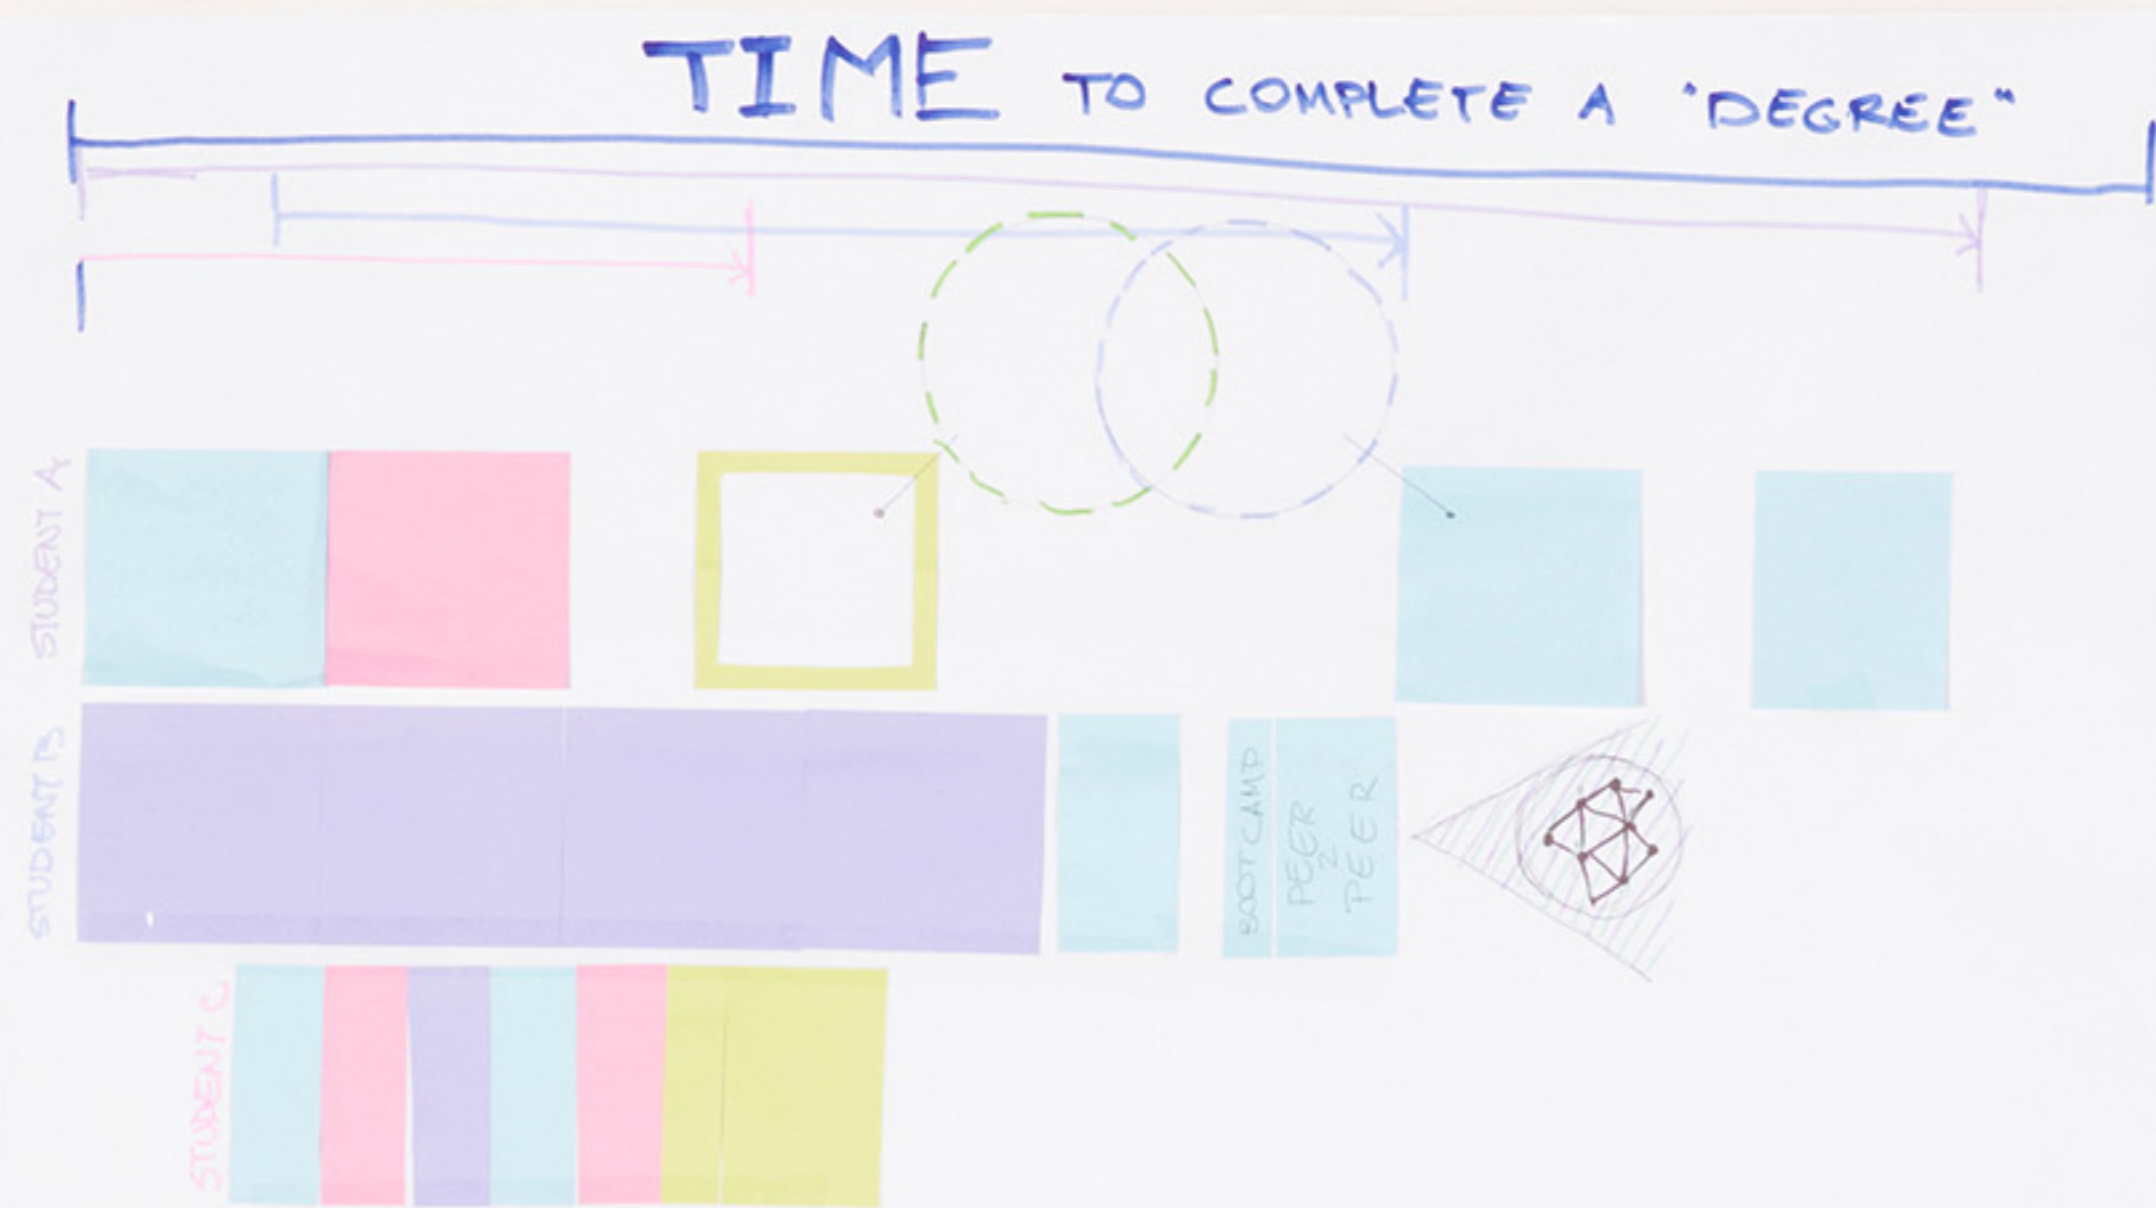 TIME TO COMPLETE A "DEGREE"
STUDENT A
STUDENT B
BOOTCAMP
PEER
2
PEER
STUDENT C